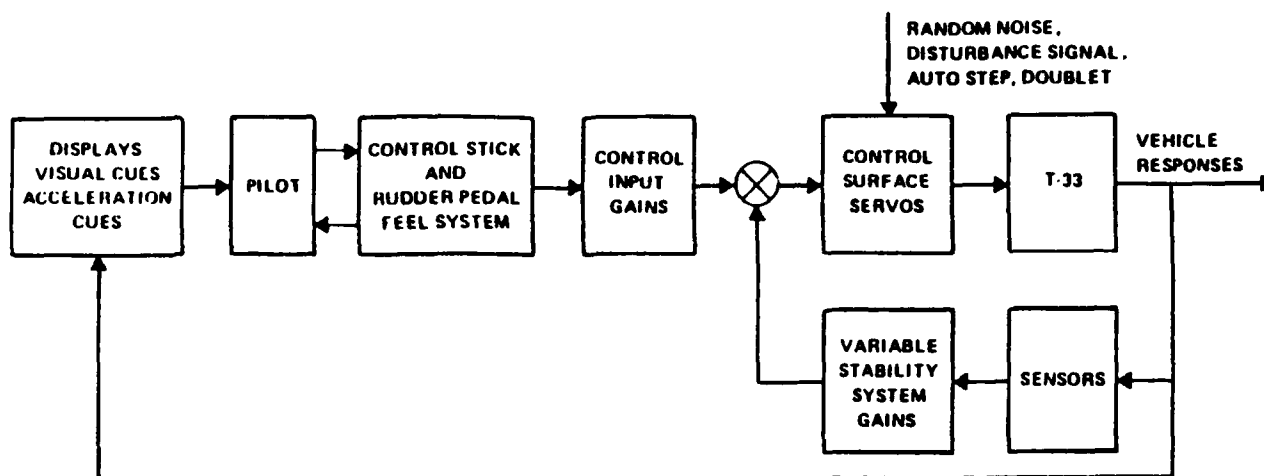 RANDOM NOISE,
DISTURBANCE SIGNAL,
AUTO STEP, DOUBLET
DISPLAYS
VISUAL CUES
ACCELERATION
CUES
PILOT
CONTROL STICK
AND
RUDDER PEDAL
FEEL SYSTEM
CONTROL
INPUT
GAINS
CONTROL
SURFACE
SERVOS
T-33
VEHICLE
RESPONSES
VARIABLE
STABILITY
SYSTEM
GAINS
SENSORS